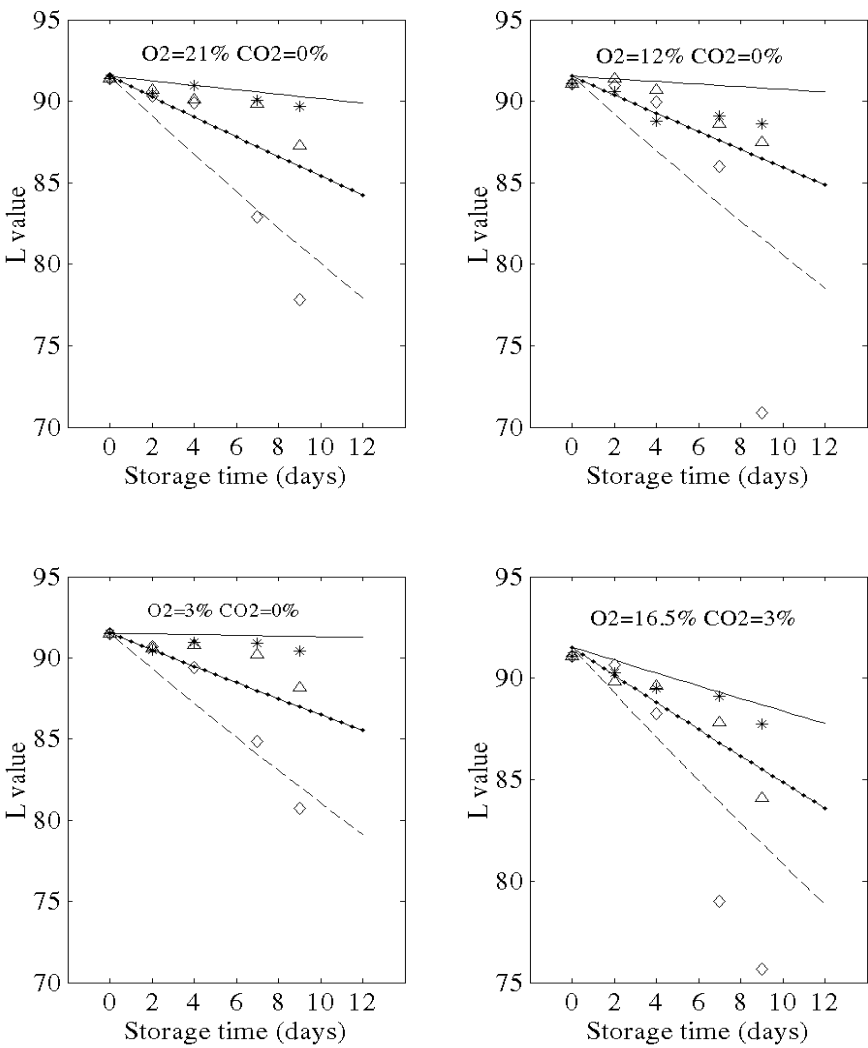 95
90
85
80
75
70
L value
O2=21% CO2=0%
0 2 4 6 8 10 12
Storage time (days)
95
90
85
80
75
70
L value
O2=12% CO2=0%
0 2 4 6 8 10 12
Storage time (days)
95
90
85
80
75
70
L value
O2=3% CO2=0%
0 2 4 6 8 10 12
Storage time (days)
95
90
85
80
75
L value
O2=16.5% CO2=3%
0 2 4 6 8 10 12
Storage time (days)